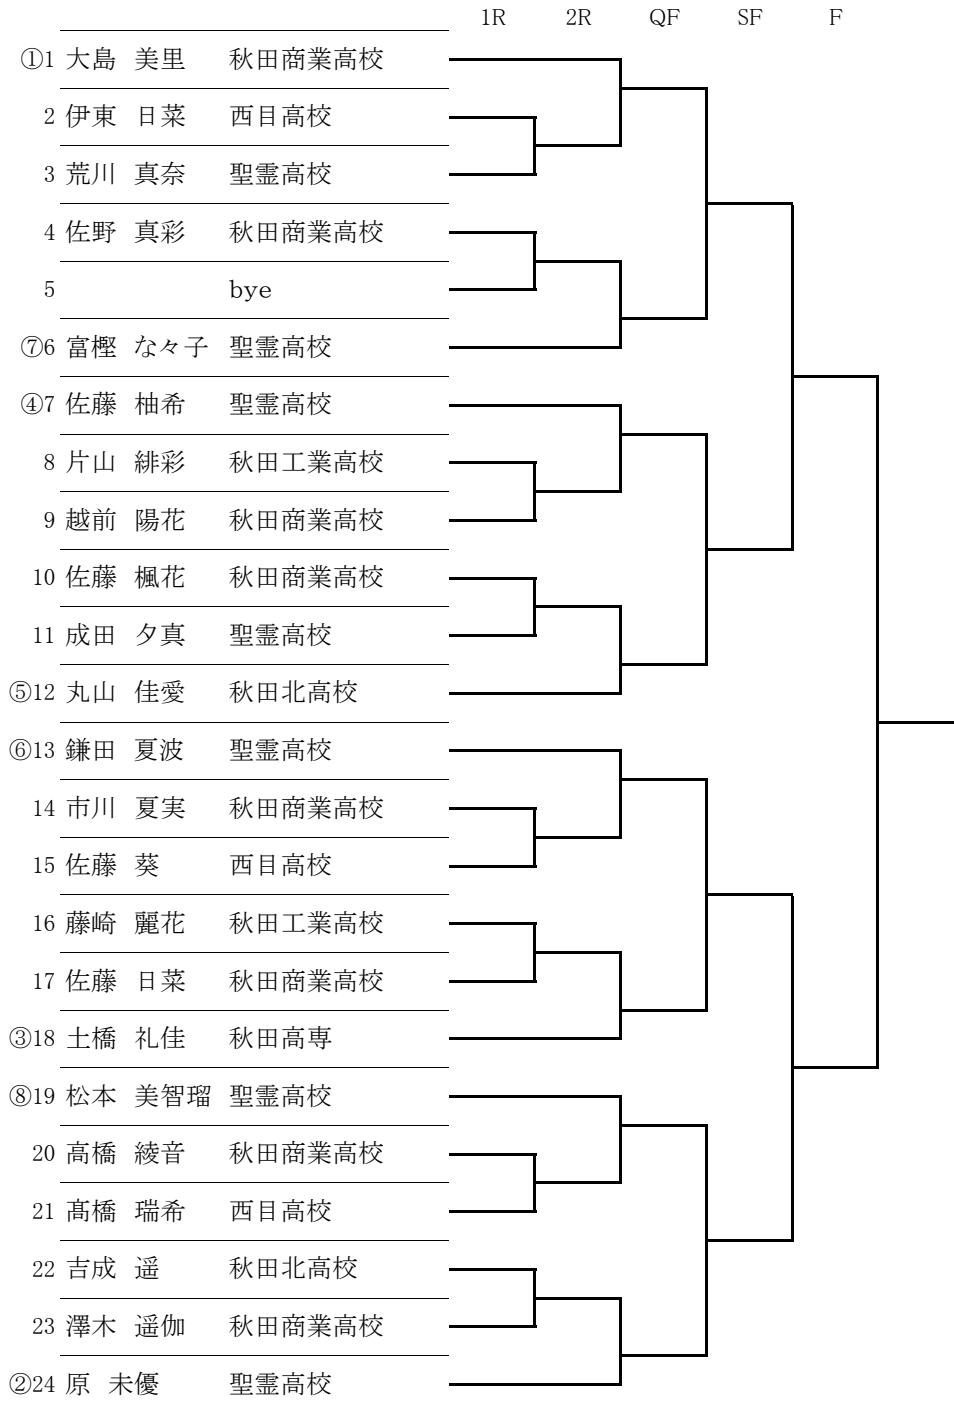 1R 2R QF SF F
①1 大島 美里 秋田商業高校
2 伊東 日菜 西目高校
3 荒川 真奈 聖霊高校
4 佐野 真彩 秋田商業高校
5 bye
⑦6 富樫 な々子 聖霊高校
④7 佐藤 柚希 聖霊高校
8 片山 緋彩 秋田工業高校
9 越前 陽花 秋田商業高校
10 佐藤 楓花 秋田商業高校
11 成田 夕真 聖霊高校
⑤12 丸山 佳愛 秋田北高校
⑥13 鎌田 夏波 聖霊高校
14 市川 夏実 秋田商業高校
15 佐藤 葵 西目高校
16 藤崎 麗花 秋田工業高校
17 佐藤 日菜 秋田商業高校
③18 土橋 礼佳 秋田高専
⑧19 松本 美智瑠 聖霊高校
20 高橋 綾音 秋田商業高校
21 髙橋 瑞希 西目高校
22 吉成 遥 秋田北高校
23 澤木 遥伽 秋田商業高校
②24 原 未優 聖霊高校